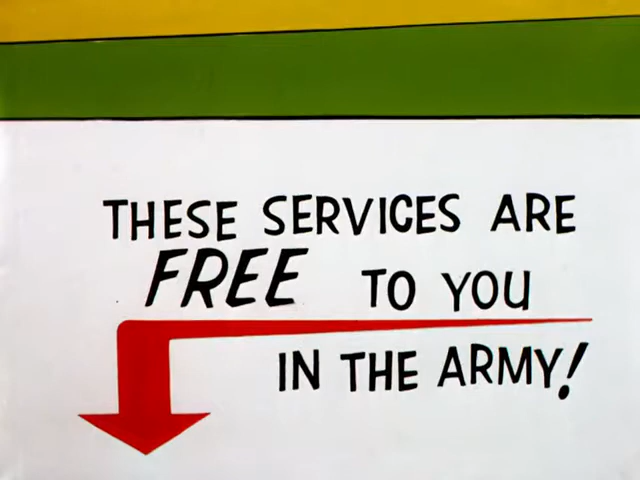 THESE SERVICES ARE
FREE TO YOU
IN THE ARMY!